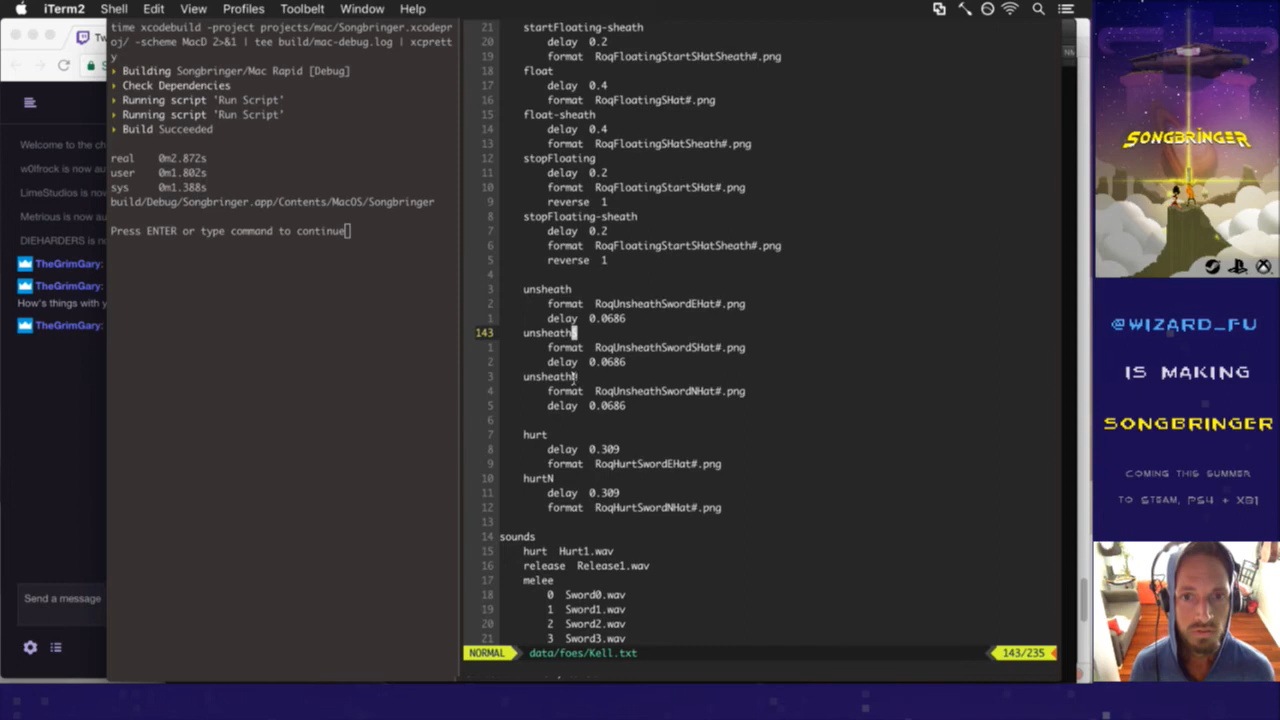 iTerm2 Shell Edit View Profiles Toolbelt Window Help
Tw
Welcome to the ch
w0lfrock is now au
LimeStudios is now
Metrious is now au
DIEHARDERS is n
TheGrimGary:
TheGrimGary:
How's things with y
TheGrimGary:
Send a message
time xcodebuild -project projects/mac/Songbringer.xcodepr
oj/ -scheme MacD 2>&1 | tee build/mac-debug.log | xcprett
y
Building Songbringer/Mac Rapid [Debug]
Check Dependencies
Running script 'Run Script'
Running script 'Run Script'
Build Succeeded
real 0m2.872s
user 0m1.802s
sys 0m1.388s
build/Debug/Songbringer.app/Contents/MacOS/Songbringer
Press ENTER or type command to continue
21 startFloating-sheath
20 delay 0.2
19 format RoqFloatingStartSHatSheath#.png
18 float
17 delay 0.4
16 format RoqFloatingSHat#.png
15 float-sheath
14 delay 0.4
13 format RoqFloatingSHatSheath#.png
12 stopFloating
11 delay 0.2
10 format RoqFloatingStartSHat#.png
9 reverse 1
8 stopFloating-sheath
7 delay 0.2
6 format RoqFloatingStartSHatSheath#.png
5 reverse 1
4
3 unsheath
2 format RoqUnsheathSwordEHat#.png
1 delay 0.0686
143 unsheathS
1 format RoqUnsheathSwordSHat#.png
2 delay 0.0686
3 unsheathN
4 format RoqUnsheathSwordNHat#.png
5 delay 0.0686
6
7 hurt
8 delay 0.309
9 format RoqHurtSwordEHat#.png
10 hurtN
11 delay 0.309
12 format RoqHurtSwordNHat#.png
13
14 sounds
15 hurt Hurt1.wav
16 release Release1.wav
17 melee
18 0 Sword0.wav
19 1 Sword1.wav
20 2 Sword2.wav
21 3 Sword3.wav
NORMAL data/foes/Kell.txt 143/235
SONGBRINGER
@WIZARD_FU
IS MAKING
SONGBRINGER
COMING THIS SUMMER
TO STEAM, PS4 + XB1